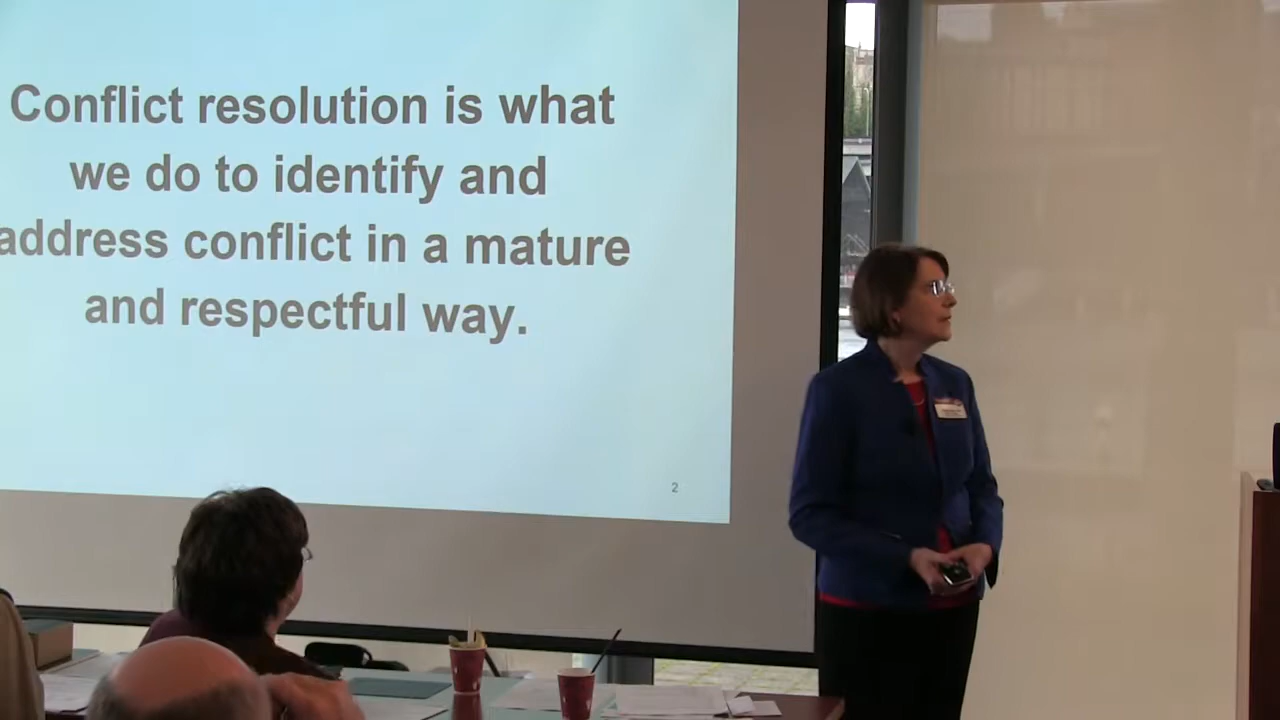 Conflict resolution is what
we do to identify and
address conflict in a mature
and respectful way.
2